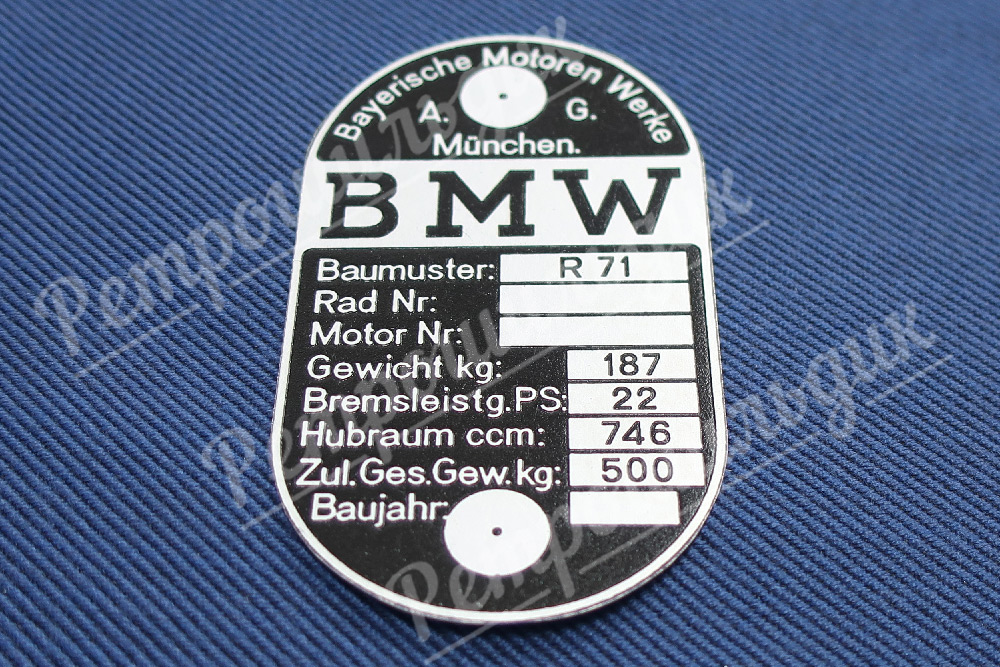 Bayerische Motoren Werke
A. G.
München.
BMW
Baumuster: R 71
Rad Nr:
Motor Nr:
Gewicht kg: 187
Bremsleistg.PS: 22
Hubraum ccm: 746
Zul.Ges.Gew.kg: 500
Baujahr:
Ретроцильодик